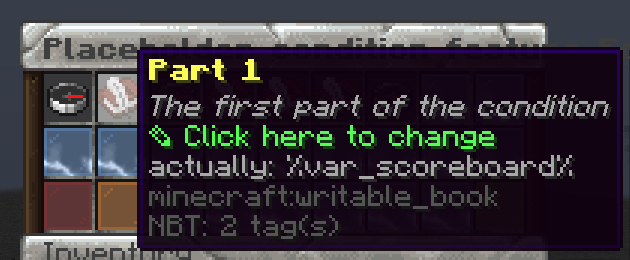 Placeholder condition
Part 1
The first part of the condition
✎ Click here to change
actually: %var_scoreboard%
minecraft:writable_book
NBT: 2 tag(s)
Inventory